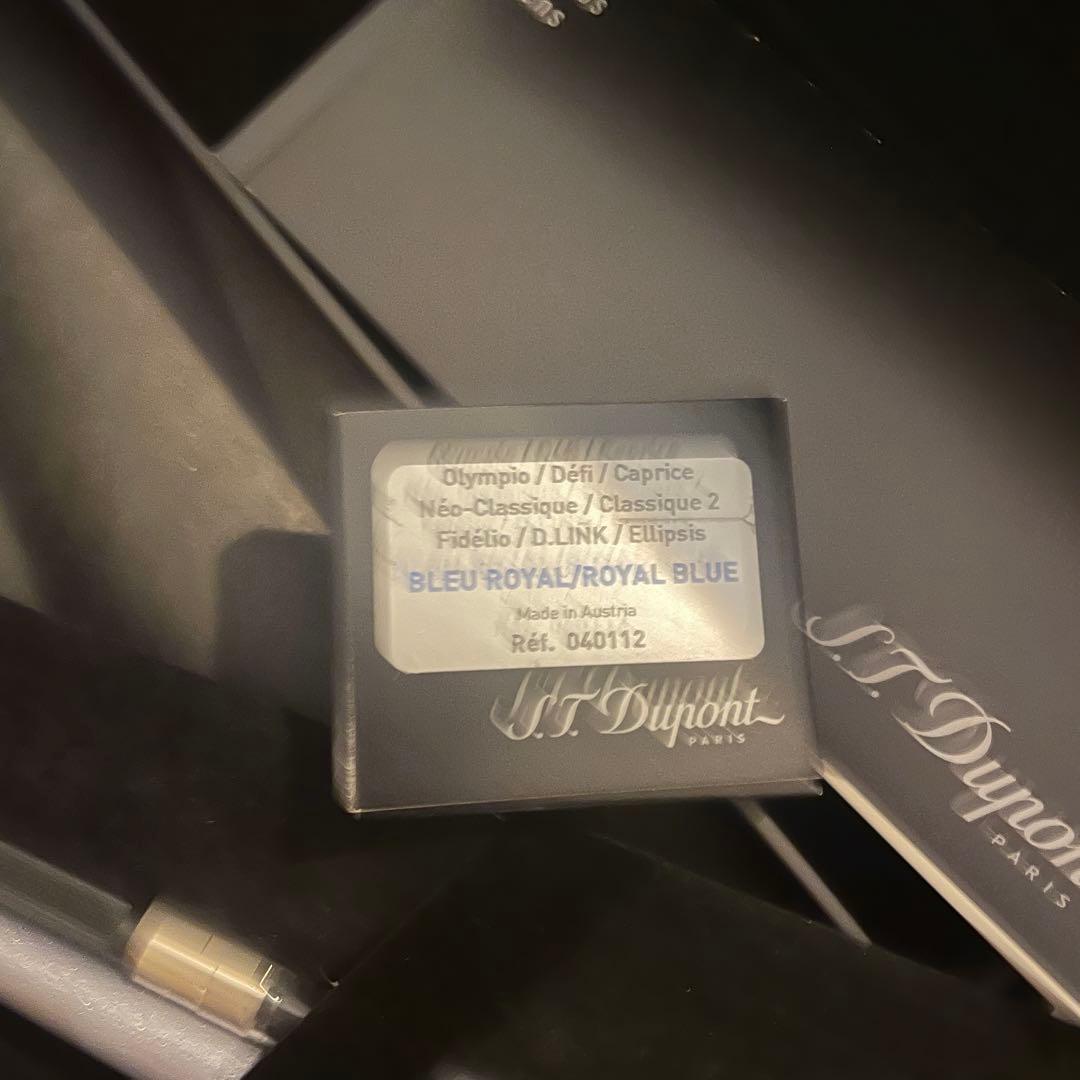 Olympio / Défi / Caprice
Néo-Classique / Classique 2
Fidélio / D.LINK / Ellipsis
BLEU ROYAL/ROYAL BLUE
Made in Austria
Réf. 040112
S.T. Dupont
PARIS
S.T. Dupon
PARIS